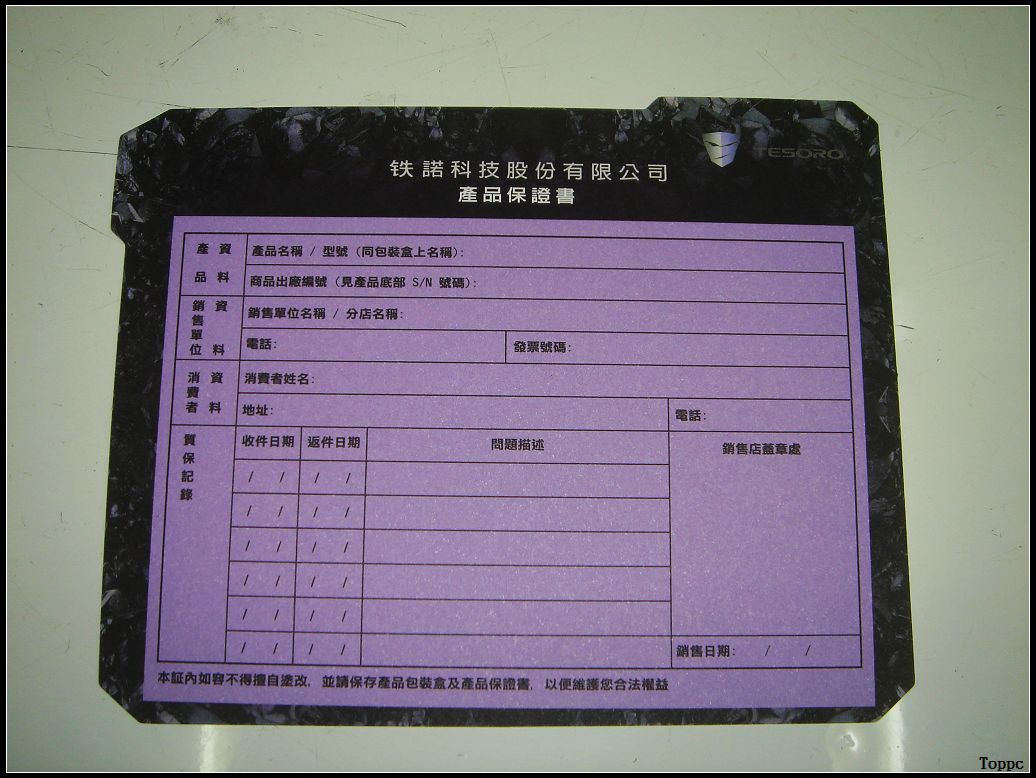 TESORO
铁諾科技股份有限公司
產品保證書
產品資料
產品名稱 / 型號 (同包裝盒上名稱):
商品出廠編號 (見產品底部 S/N 號碼):
銷售單位資料
銷售單位名稱 / 分店名稱:
電話: 發票號碼:
消費者資料
消費者姓名:
地址: 電話:
質保記錄
收件日期 返件日期 問題描述 銷售店蓋章處
/ / / /
/ / / /
/ / / /
/ / / /
/ / / /
/ / / /
銷售日期: / /
本証內如容不得擅自塗改, 並請保存產品包裝盒及產品保證書, 以便維護您合法權益
Toppc